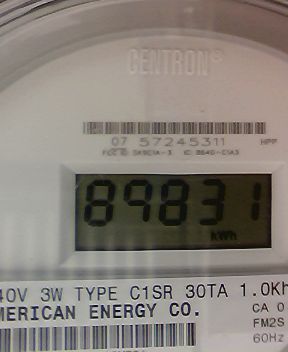 CENTRON®
07 57245311 HPP
89831
kWh
40V 3W TYPE C1SR 30TA 1.0Kh
MERICAN ENERGY CO. CA 0
FM2S
60Hz